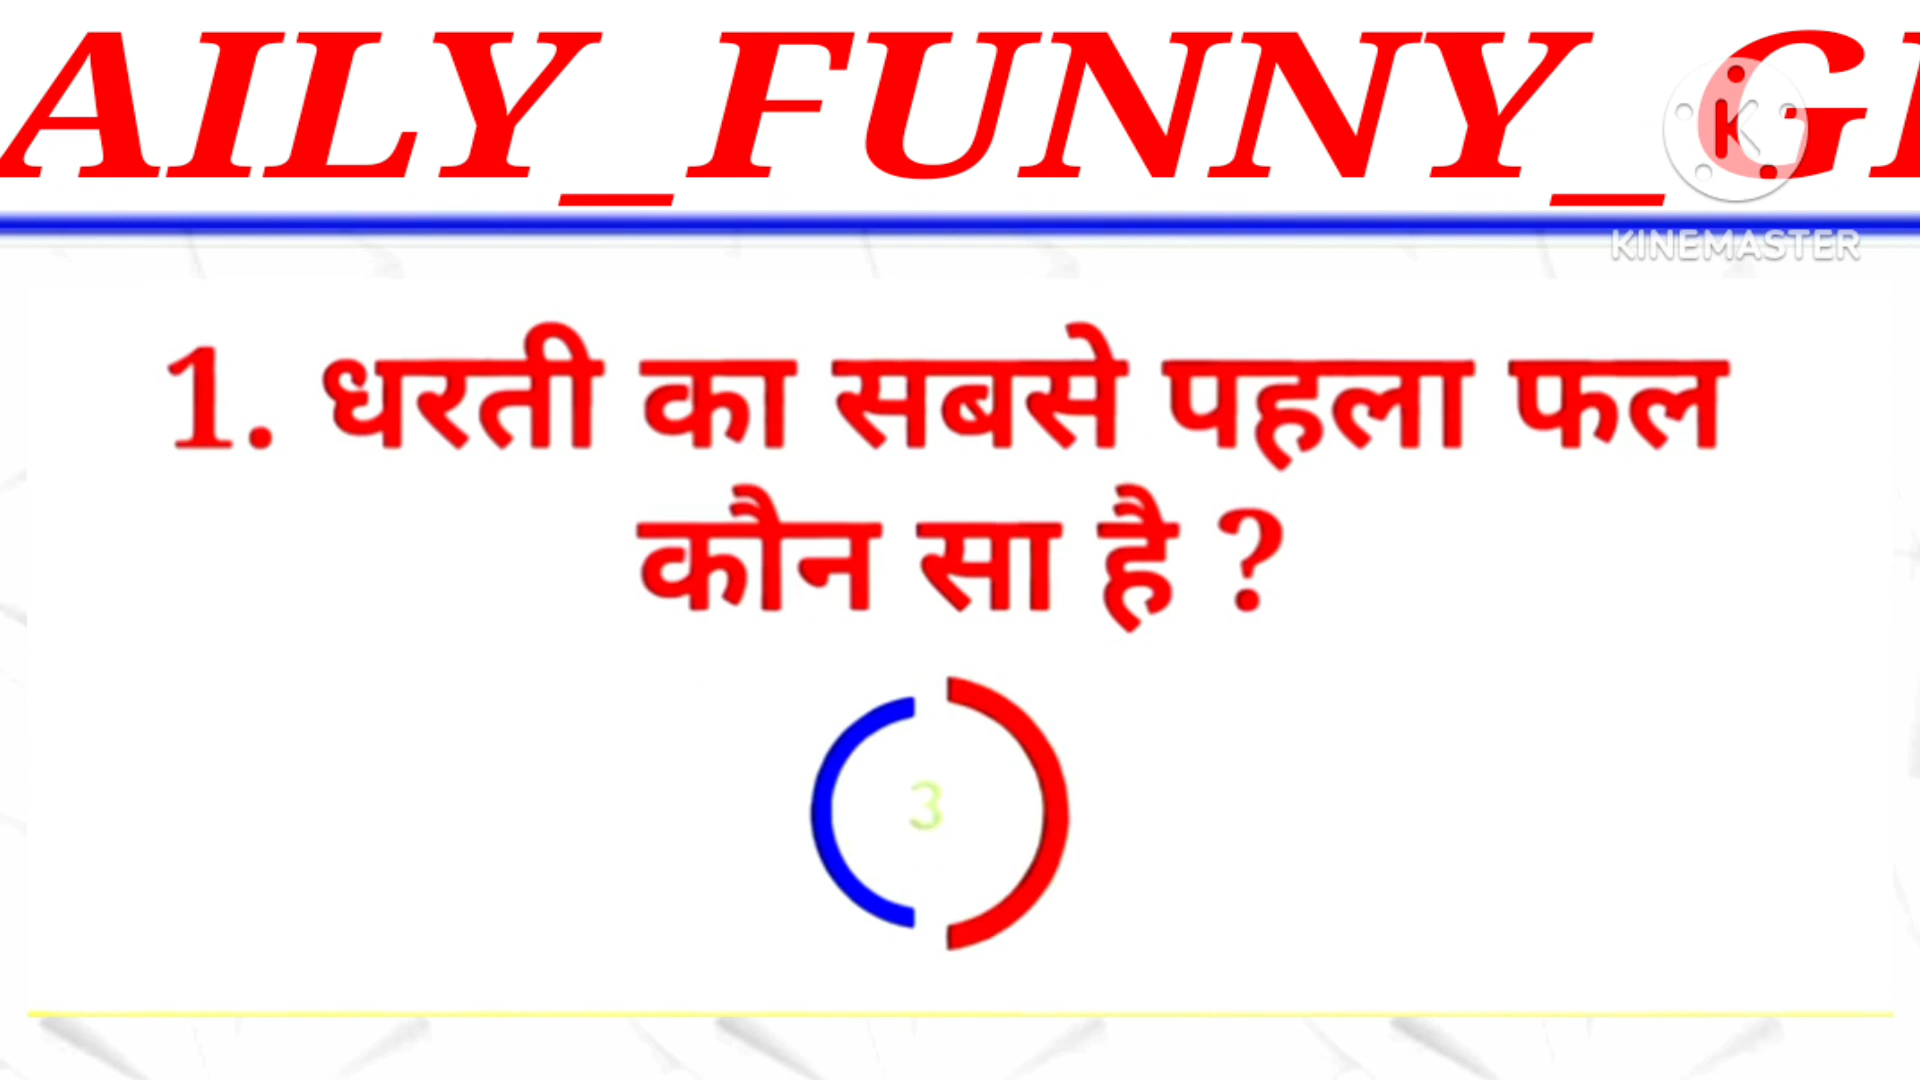 AILY_FUNNY_G
KINEMASTER
1. धरती का सबसे पहला फल
कौन सा है ?
3